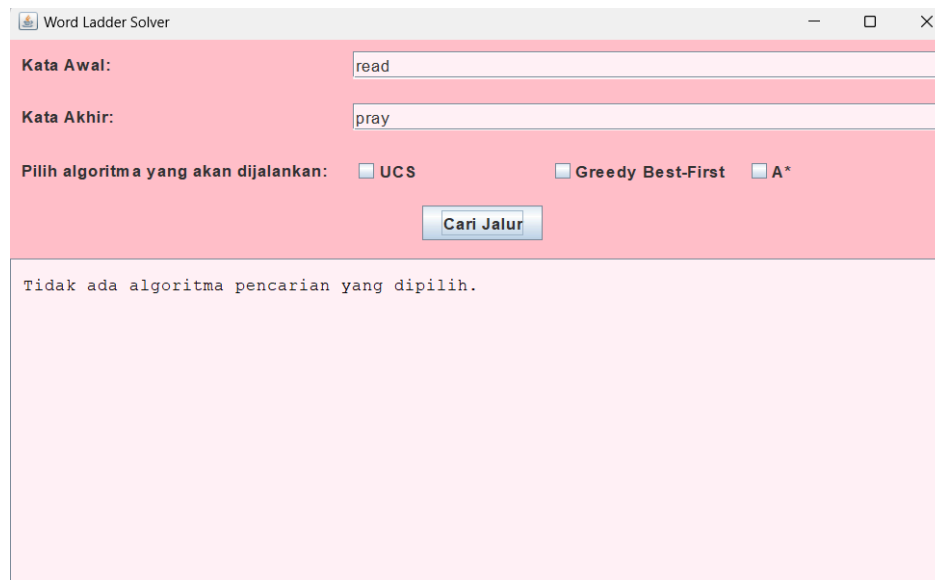 Word Ladder Solver
Kata Awal: read
Kata Akhir: pray
Pilih algoritma yang akan dijalankan: UCS Greedy Best-First A*
Cari Jalur
Tidak ada algoritma pencarian yang dipilih.